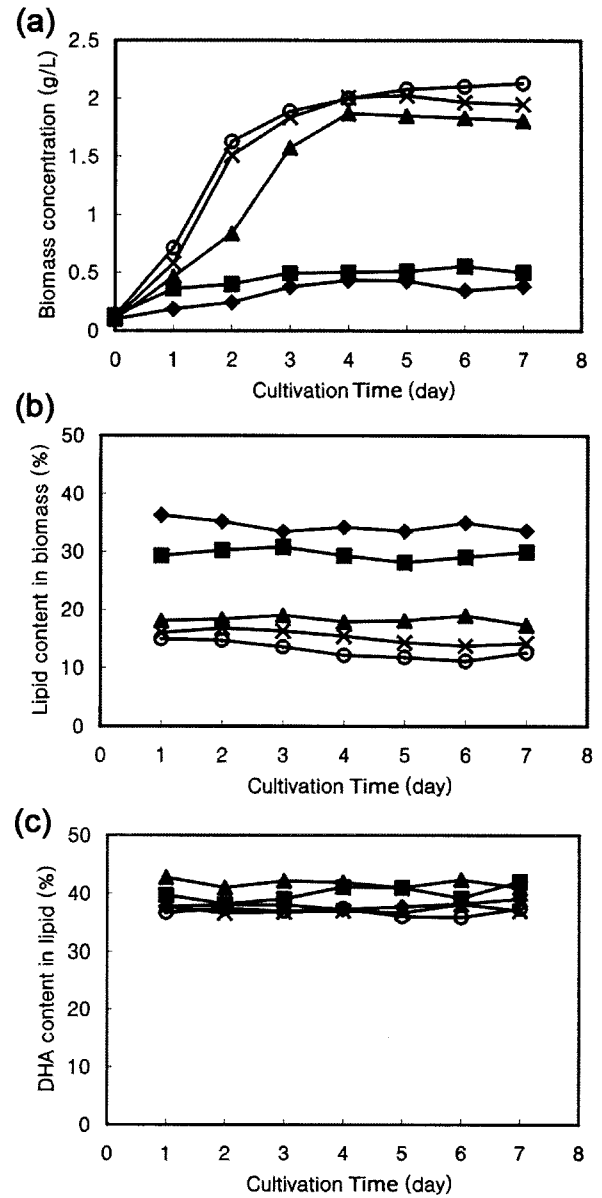 (a)
2.5
2
1.5
1
0.5
0
0 1 2 3 4 5 6 7 8
Biomass concentration (g/L)
Cultivation Time (day)
(b)
50
40
30
20
10
0
0 1 2 3 4 5 6 7 8
Lipid content in biomass (%)
Cultivation Time (day)
(c)
50
40
30
20
10
0
0 1 2 3 4 5 6 7 8
DHA content in lipid (%)
Cultivation Time (day)